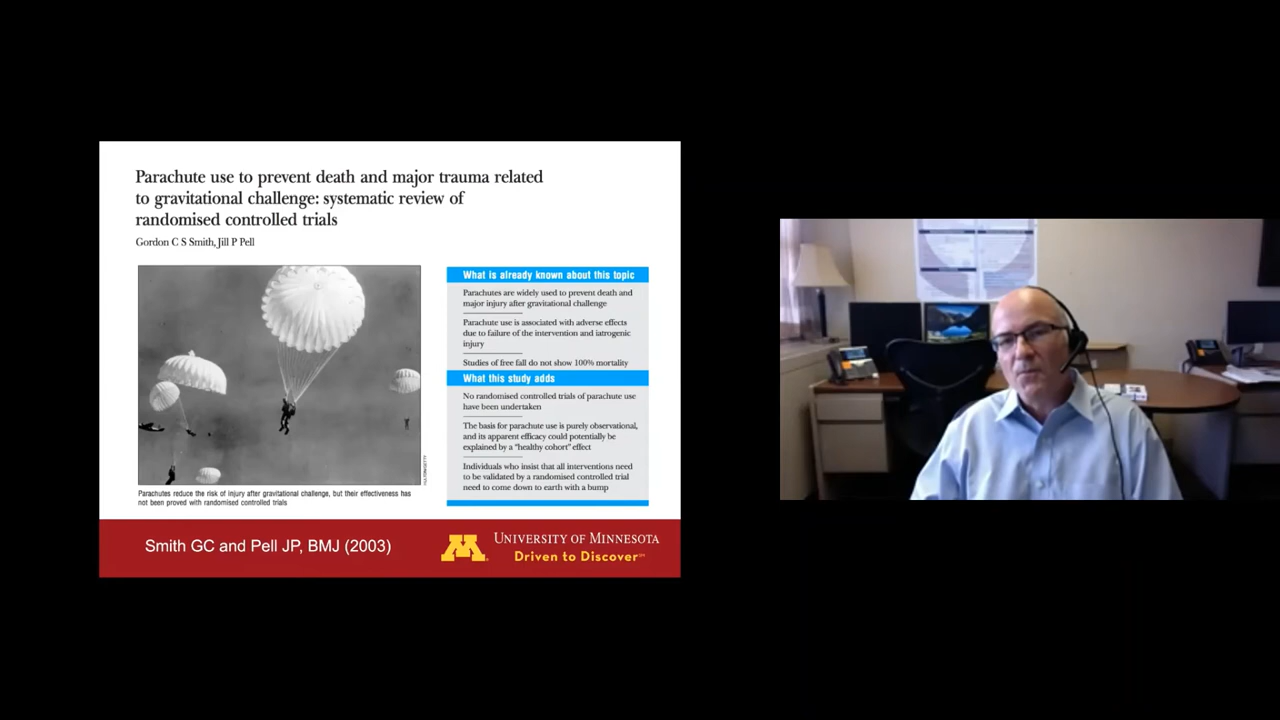 Parachute use to prevent death and major trauma related
to gravitational challenge: systematic review of
randomised controlled trials
Gordon C S Smith, Jill P Pell
Parachutes reduce the risk of injury after gravitational challenge, but their effectiveness has
not been proved with randomised controlled trials
What is already known about this topic
Parachutes are widely used to prevent death and
major injury after gravitational challenge
Parachute use is associated with adverse effects
due to failure of the intervention and iatrogenic
injury
Studies of free fall do not show 100% mortality
What this study adds
No randomised controlled trials of parachute use
have been undertaken
The basis for parachute use is purely observational,
and its apparent efficacy could potentially be
explained by a "healthy cohort" effect
Individuals who insist that all interventions need
to be validated by a randomised controlled trial
need to come down to earth with a bump
Smith GC and Pell JP, BMJ (2003)
UNIVERSITY OF MINNESOTA
Driven to Discover